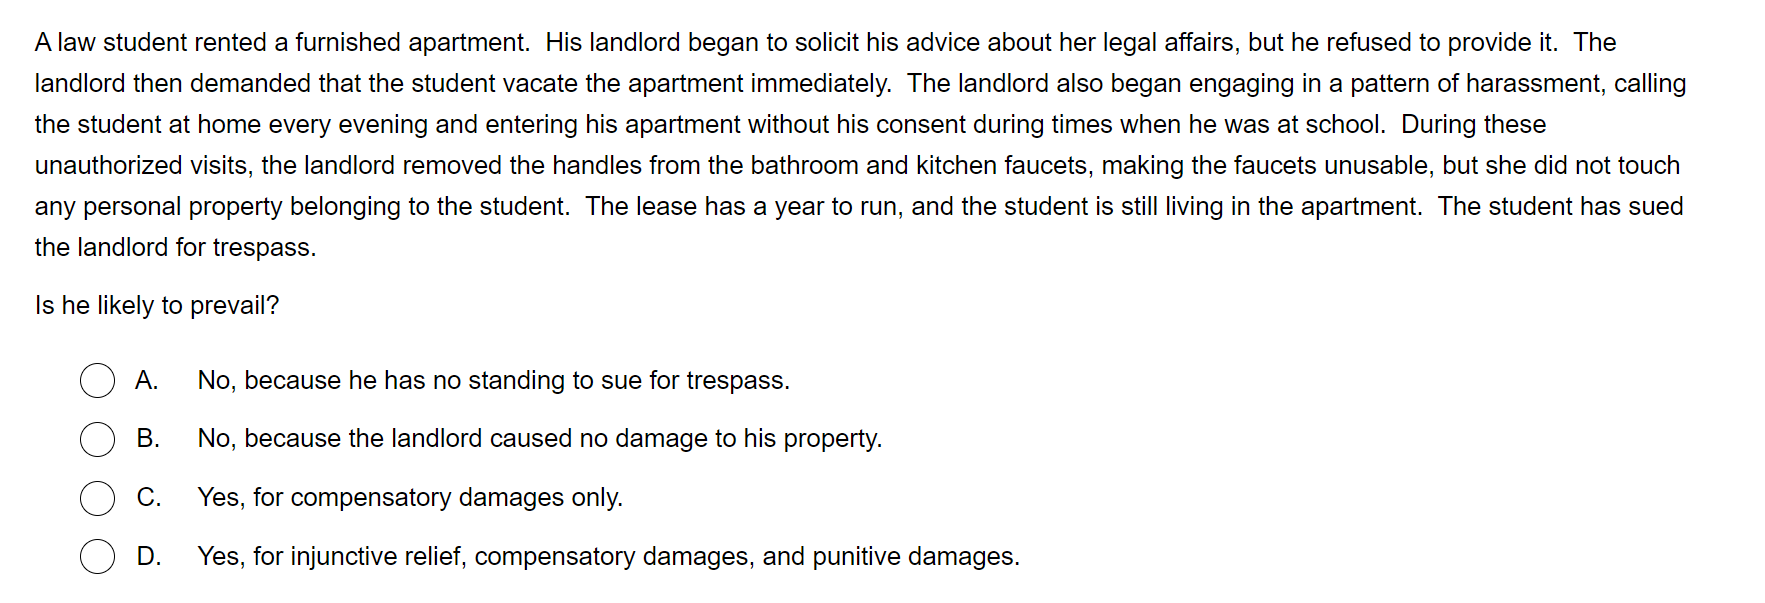 A law student rented a furnished apartment.  His landlord began to solicit his advice about her legal affairs, but he refused to provide it.  The
landlord then demanded that the student vacate the apartment immediately.  The landlord also began engaging in a pattern of harassment, calling
the student at home every evening and entering his apartment without his consent during times when he was at school.  During these
unauthorized visits, the landlord removed the handles from the bathroom and kitchen faucets, making the faucets unusable, but she did not touch
any personal property belonging to the student.  The lease has a year to run, and the student is still living in the apartment.  The student has sued
the landlord for trespass.
Is he likely to prevail?
A. No, because he has no standing to sue for trespass.
B. No, because the landlord caused no damage to his property.
C. Yes, for compensatory damages only.
D. Yes, for injunctive relief, compensatory damages, and punitive damages.